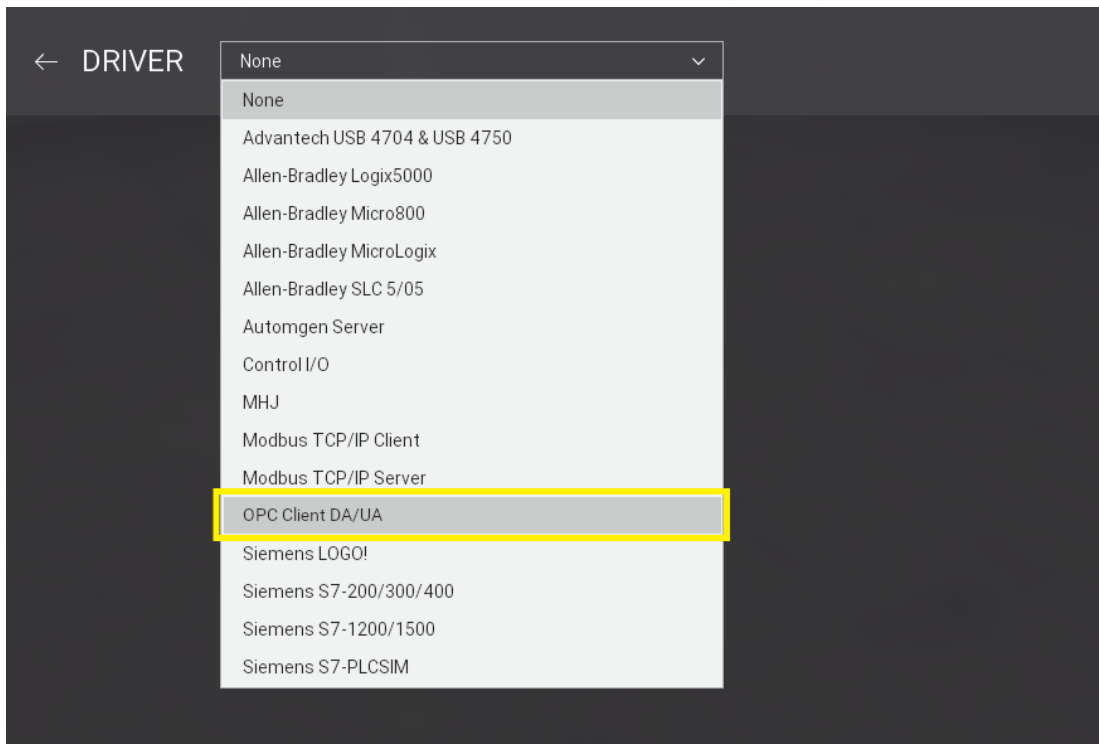 ← DRIVER None
None
Advantech USB 4704 & USB 4750
Allen-Bradley Logix5000
Allen-Bradley Micro800
Allen-Bradley MicroLogix
Allen-Bradley SLC 5/05
Automgen Server
Control I/O
MHJ
Modbus TCP/IP Client
Modbus TCP/IP Server
OPC Client DA/UA
Siemens LOGO!
Siemens S7-200/300/400
Siemens S7-1200/1500
Siemens S7-PLCSIM